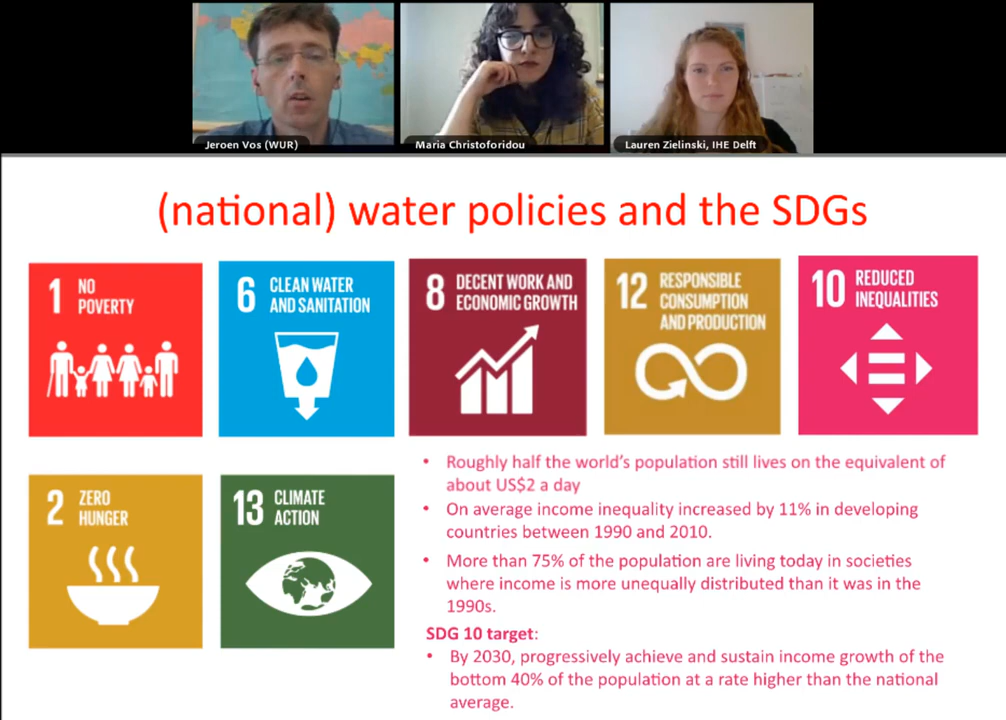 Jeroen Vos (WUR)
Maria Christoforidou
Lauren Zielinski, IHE Delft
(national) water policies and the SDGs
1 NO
POVERTY
6 CLEAN WATER
AND SANITATION
8 DECENT WORK AND
ECONOMIC GROWTH
12 RESPONSIBLE
CONSUMPTION
AND PRODUCTION
10 REDUCED
INEQUALITIES
2 ZERO
HUNGER
13 CLIMATE
ACTION
• Roughly half the world's population still lives on the equivalent of
about US$2 a day
• On average income inequality increased by 11% in developing
countries between 1990 and 2010.
• More than 75% of the population are living today in societies
where income is more unequally distributed than it was in the
1990s.
SDG 10 target:
• By 2030, progressively achieve and sustain income growth of the
bottom 40% of the population at a rate higher than the national
average.